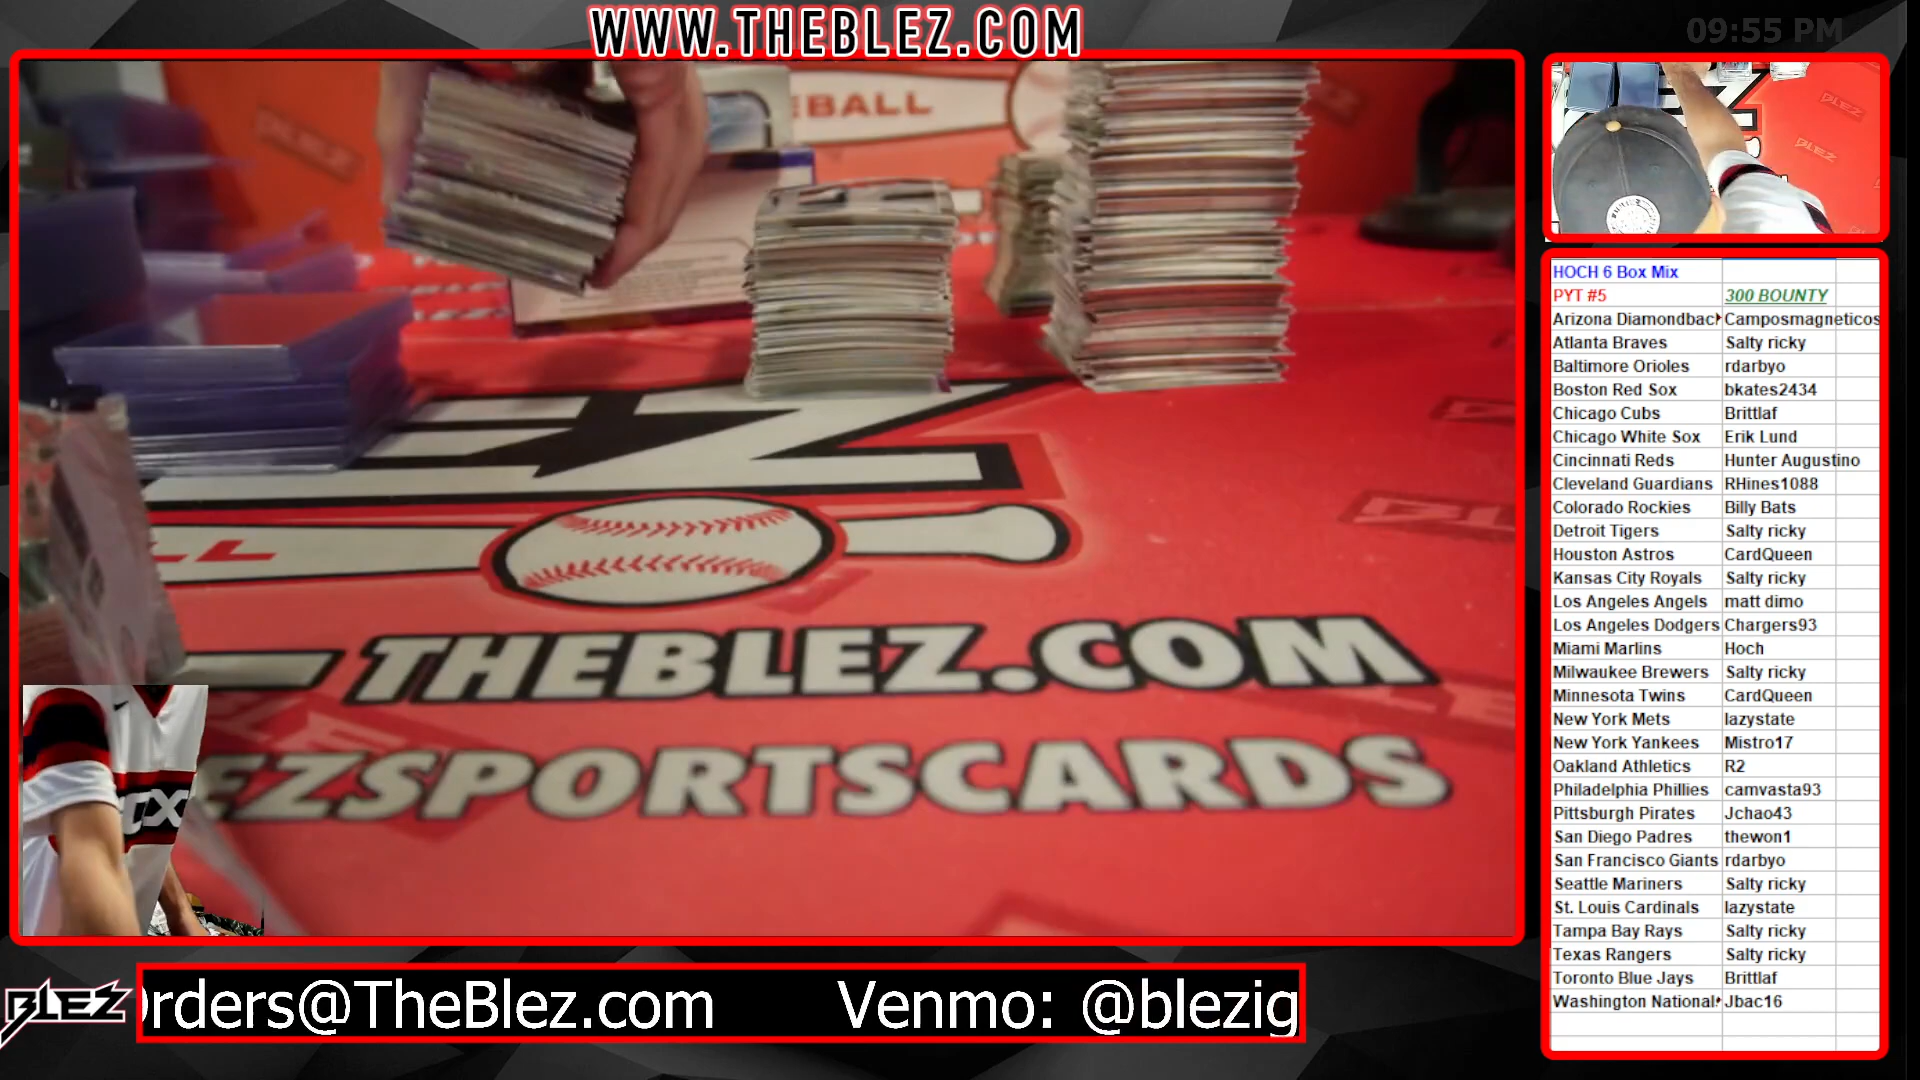 WWW.THEBLEZ.COM
09:55 PM
EBALL
BLEZ
BLEZ
BLEZ
THEBLEZ.COM
EZSPORTSCARDS
HOCH 6 Box Mix
PYT #5 300 BOUNTY
Arizona Diamondback Camposmagneticos
Atlanta Braves Salty ricky
Baltimore Orioles rdarbyo
Boston Red Sox bkates2434
Chicago Cubs Brittlaf
Chicago White Sox Erik Lund
Cincinnati Reds Hunter Augustino
Cleveland Guardians RHines1088
Colorado Rockies Billy Bats
Detroit Tigers Salty ricky
Houston Astros CardQueen
Kansas City Royals Salty ricky
Los Angeles Angels matt dimo
Los Angeles Dodgers Chargers93
Miami Marlins Hoch
Milwaukee Brewers Salty ricky
Minnesota Twins CardQueen
New York Mets lazystate
New York Yankees Mistro17
Oakland Athletics R2
Philadelphia Phillies camvasta93
Pittsburgh Pirates Jchao43
San Diego Padres thewon1
San Francisco Giants rdarbyo
Seattle Mariners Salty ricky
St. Louis Cardinals lazystate
Tampa Bay Rays Salty ricky
Texas Rangers Salty ricky
Toronto Blue Jays Brittlaf
Washington National Jbac16
BLEZ
rders@TheBlez.com Venmo: @blezig